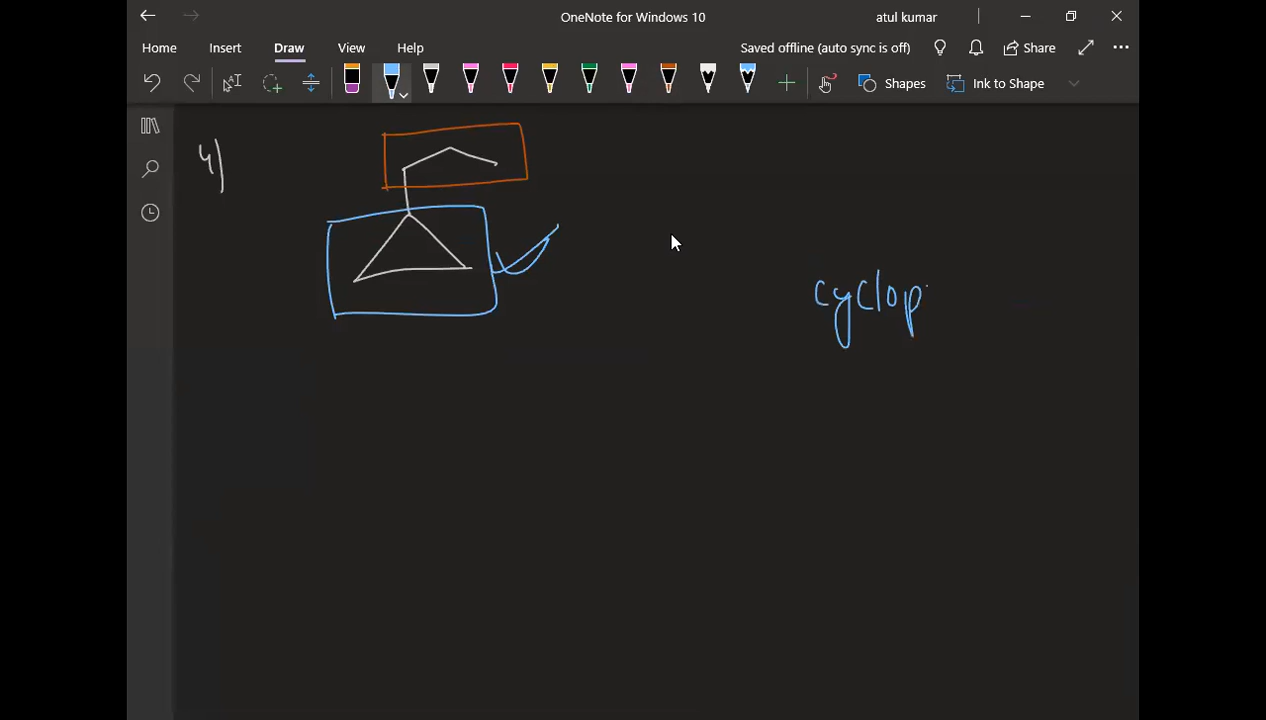 OneNote for Windows 10
atul kumar
Home Insert Draw View Help
Saved offline (auto sync is off)
Share
Shapes
Ink to Shape
4)
cyclop